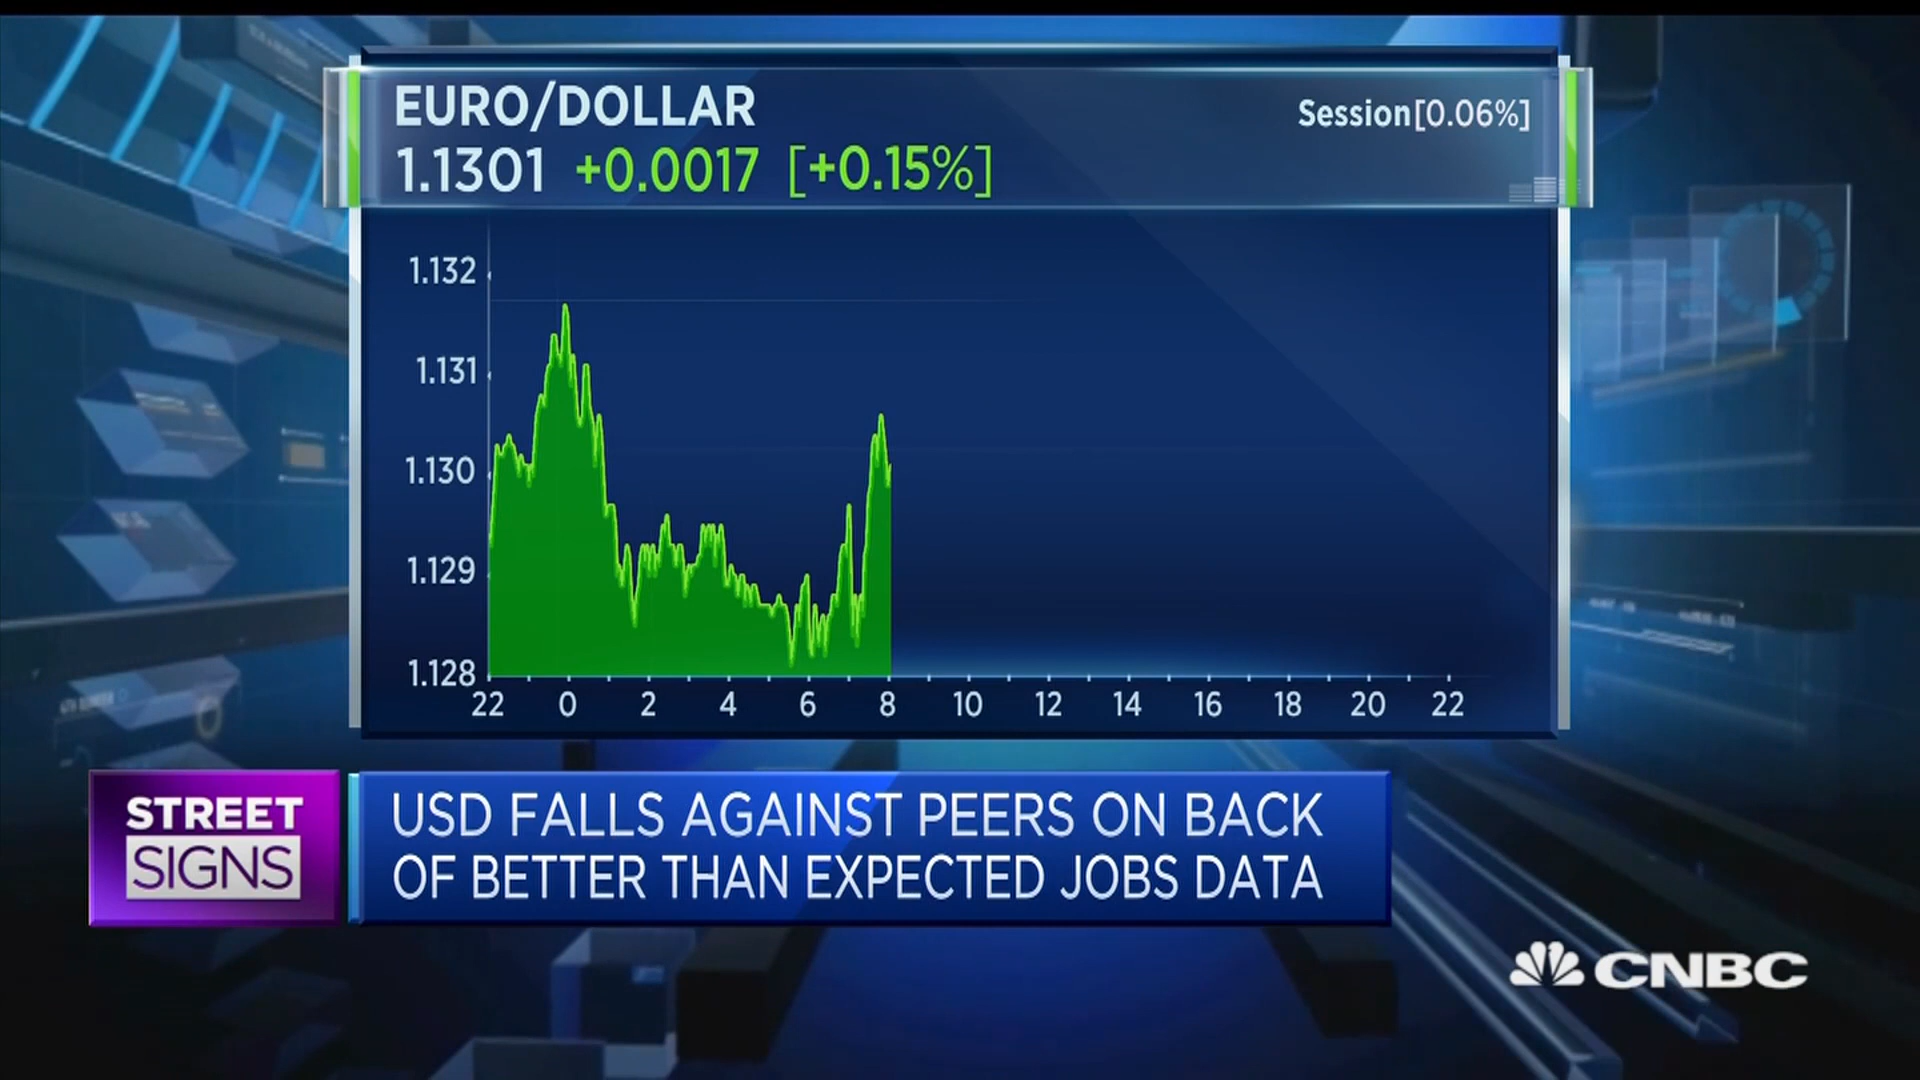 EURO/DOLLAR
Session[0.06%]
1.1301 +0.0017 [+0.15%]
1.132
1.131
1.130
1.129
1.128
22 0 2 4 6 8 10 12 14 16 18 20 22
STREET
SIGNS
USD FALLS AGAINST PEERS ON BACK
OF BETTER THAN EXPECTED JOBS DATA
CNBC